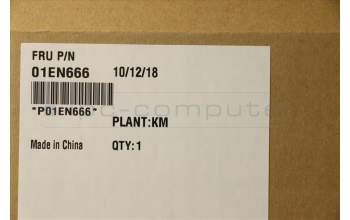 FRU P/N
01EN666 10/12/18
*P01EN666*
PLANT:KM
Made in China QTY: 1